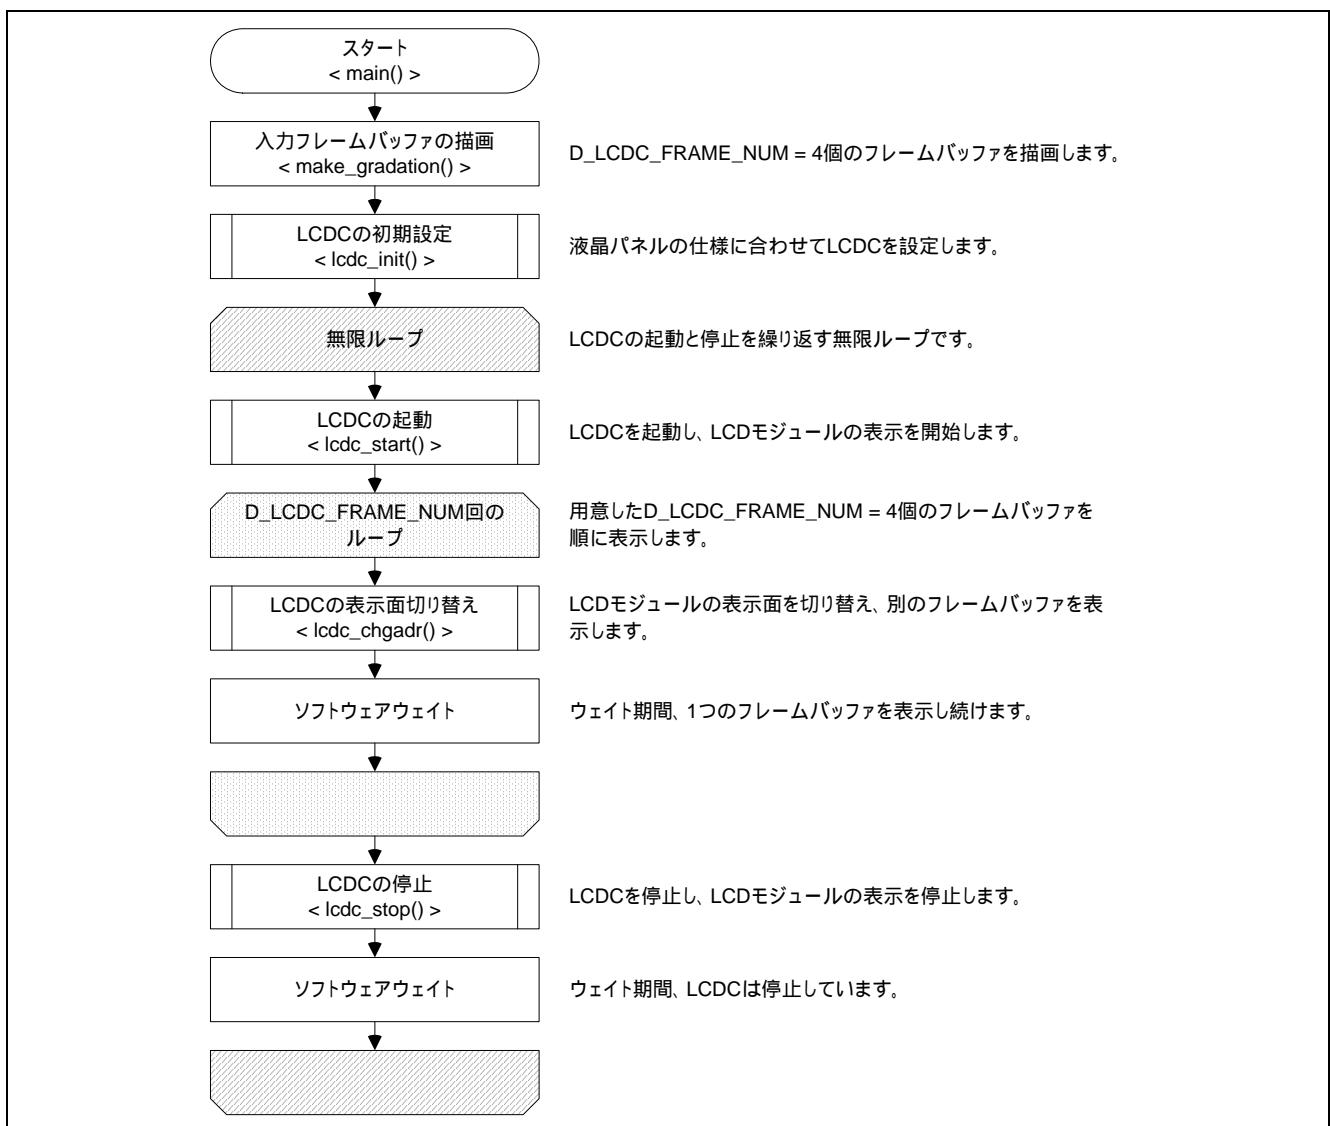 スタート
< main() >
入力フレームバッファの描画
< make_gradation() >
D_LCDC_FRAME_NUM = 4個のフレームバッファを描画します。
LCDCの初期設定
< lcdc_init() >
液晶パネルの仕様に合わせてLCDCを設定します。
無限ループ
LCDCの起動と停止を繰り返す無限ループです。
LCDCの起動
< lcdc_start() >
LCDCを起動し、LCDモジュールの表示を開始します。
D_LCDC_FRAME_NUM回の
ループ
用意したD_LCDC_FRAME_NUM = 4個のフレームバッファを
順に表示します。
LCDCの表示面切り替え
< lcdc_chgadr() >
LCDモジュールの表示面を切り替え、別のフレームバッファを表
示します。
ソフトウェアウェイト
ウェイト期間、1つのフレームバッファを表示し続けます。
LCDCの停止
< lcdc_stop() >
LCDCを停止し、LCDモジュールの表示を停止します。
ソフトウェアウェイト
ウェイト期間、LCDCは停止しています。